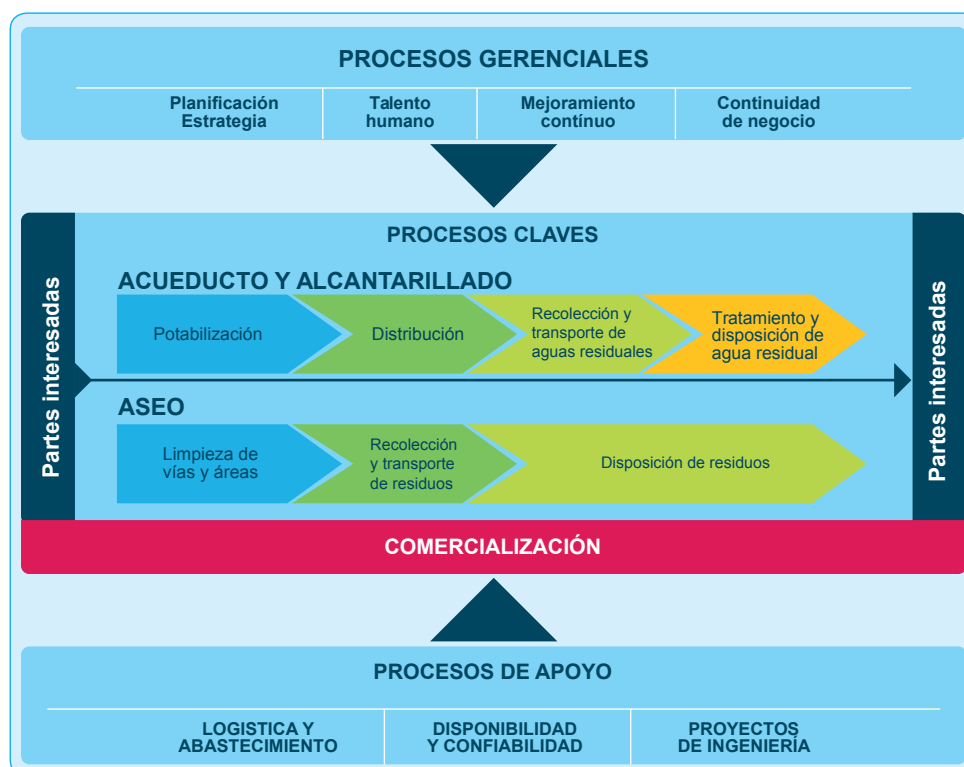 PROCESOS GERENCIALES
Planificación
Estrategia
Talento
humano
Mejoramiento
contínuo
Continuidad
de negocio
Partes interesadas
PROCESOS CLAVES
ACUEDUCTO Y ALCANTARILLADO
Potabilización
Distribución
Recolección y
transporte de
aguas residuales
Tratamiento y
disposición de
agua residual
ASEO
Limpieza de
vías y áreas
Recolección
y transporte
de residuos
Disposición de residuos
Partes interesadas
COMERCIALIZACIÓN
PROCESOS DE APOYO
LOGISTICA Y
ABASTECIMIENTO
DISPONIBILIDAD
Y CONFIABILIDAD
PROYECTOS
DE INGENIERÍA